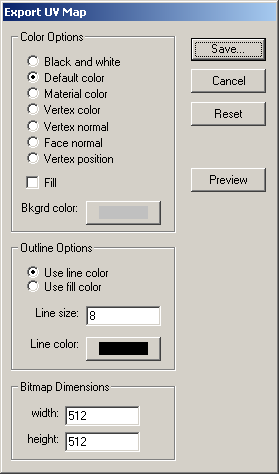 Export UV Map
Color Options
Black and white
Default color
Material color
Vertex color
Vertex normal
Face normal
Vertex position
Fill
Bkgrd color:
Save...
Cancel
Reset
Preview
Outline Options
Use line color
Use fill color
Line size: 8
Line color:
Bitmap Dimensions
width: 512
height: 512